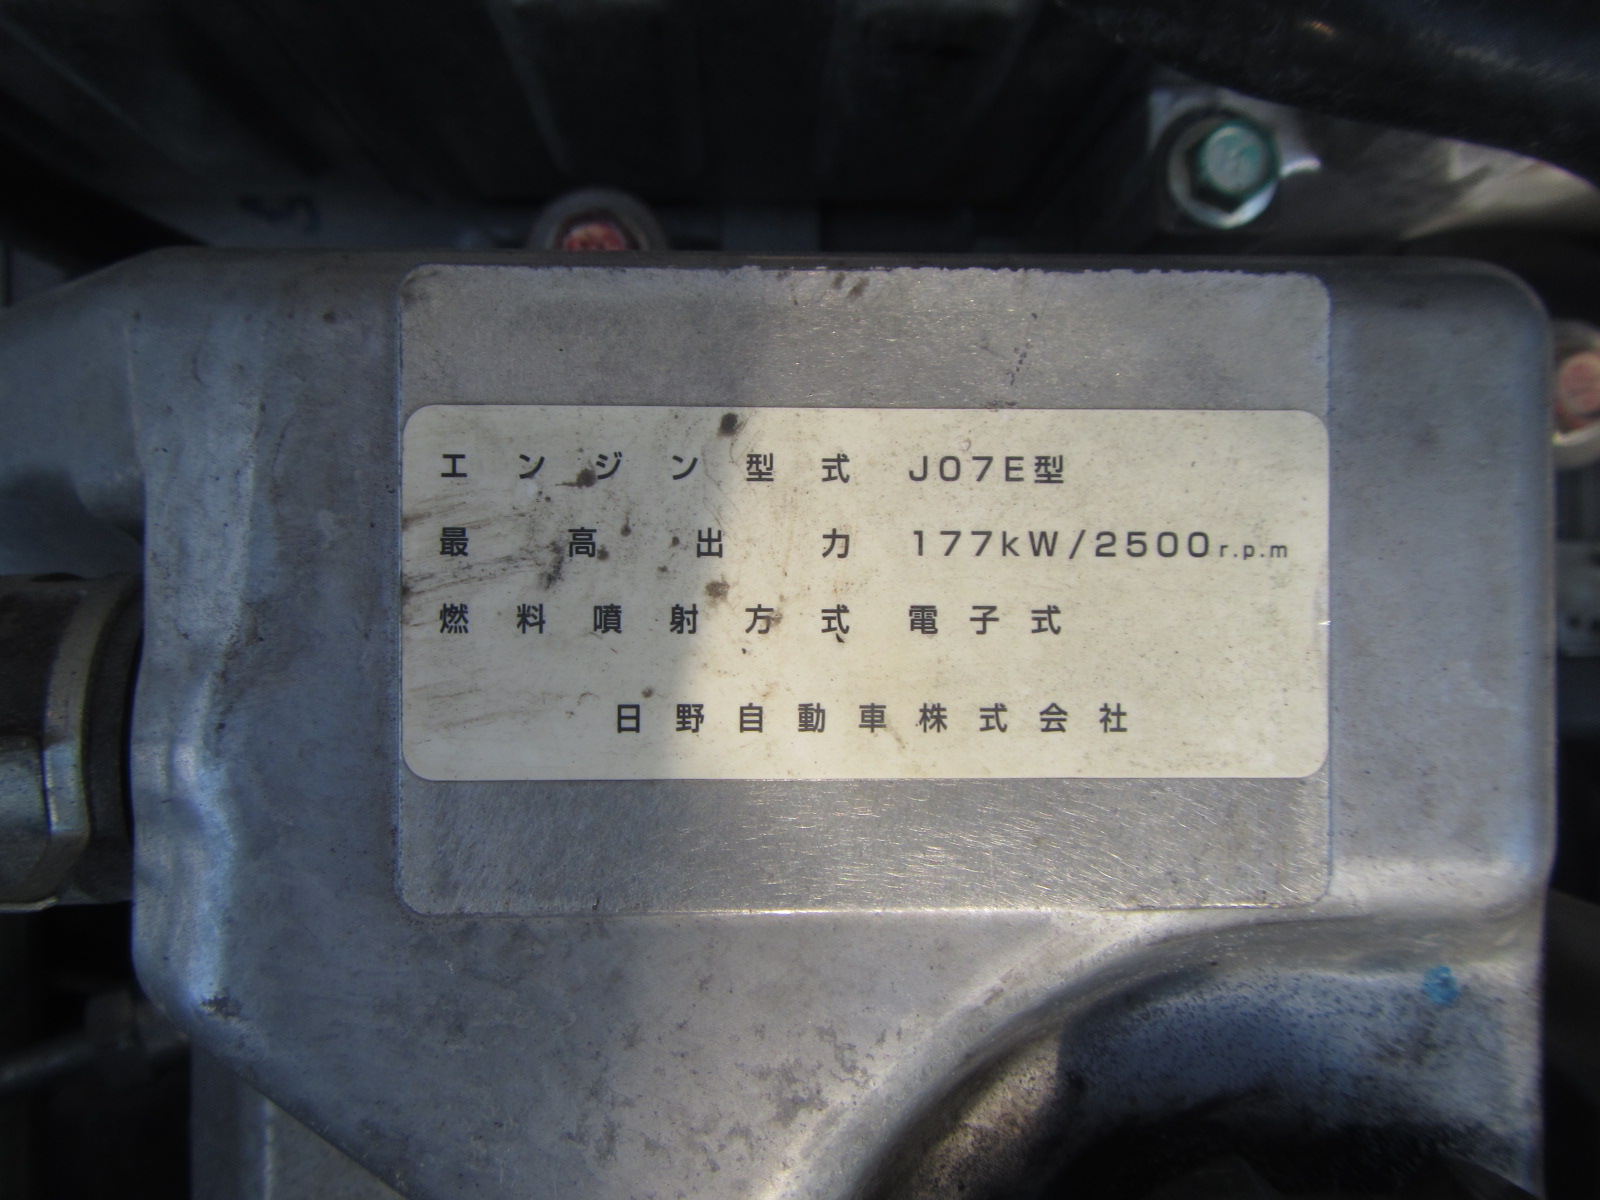 エンジン型式 J07E型
最高出力 177kW/2500r.p.m
燃料噴射方式 電子式
日野自動車株式会社